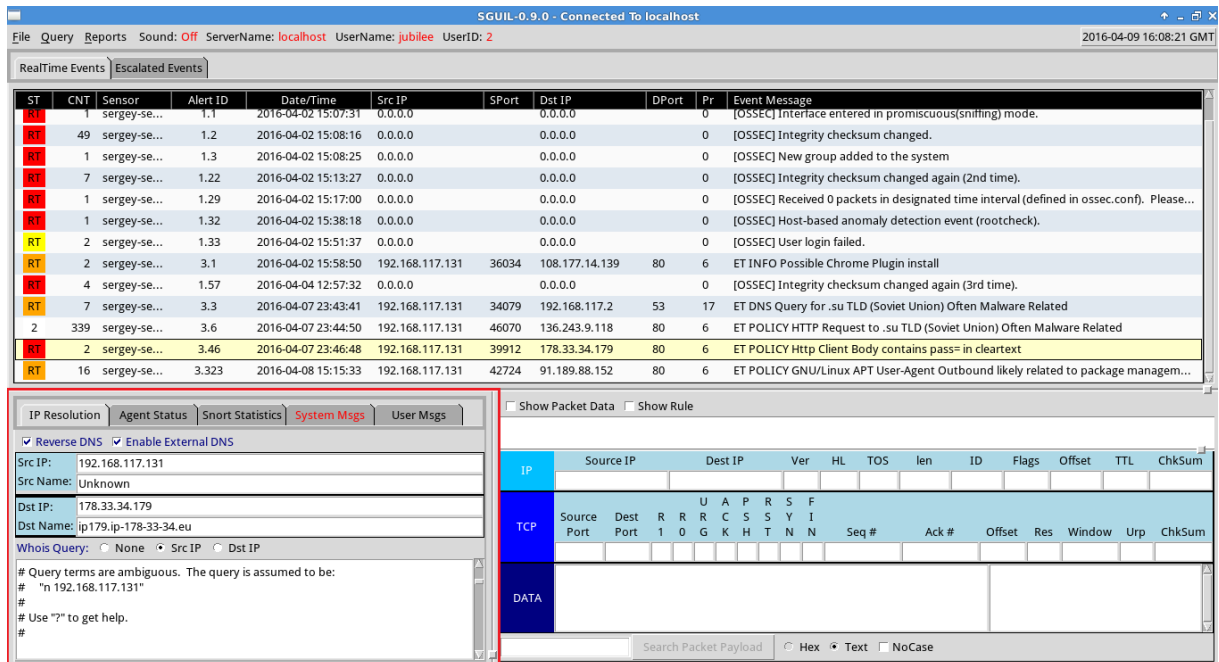 SGUIL-0.9.0 - Connected To localhost
File Query Reports Sound: Off ServerName: localhost UserName: jubilee UserID: 2 2016-04-09 16:08:21 GMT
RealTime Events Escalated Events
ST CNT Sensor Alert ID Date/Time Src IP SPort Dst IP DPort Pr Event Message
RT 1 sergey-se... 1.1 2016-04-02 15:07:31 0.0.0.0 0.0.0.0 0 [OSSEC] Interface entered in promiscuous(sniffing) mode.
RT 49 sergey-se... 1.2 2016-04-02 15:08:16 0.0.0.0 0.0.0.0 0 [OSSEC] Integrity checksum changed.
RT 1 sergey-se... 1.3 2016-04-02 15:08:25 0.0.0.0 0.0.0.0 0 [OSSEC] New group added to the system
RT 7 sergey-se... 1.22 2016-04-02 15:13:27 0.0.0.0 0.0.0.0 0 [OSSEC] Integrity checksum changed again (2nd time).
RT 1 sergey-se... 1.29 2016-04-02 15:17:00 0.0.0.0 0.0.0.0 0 [OSSEC] Received 0 packets in designated time interval (defined in ossec.conf). Please...
RT 1 sergey-se... 1.32 2016-04-02 15:38:18 0.0.0.0 0.0.0.0 0 [OSSEC] Host-based anomaly detection event (rootcheck).
RT 2 sergey-se... 1.33 2016-04-02 15:51:37 0.0.0.0 0.0.0.0 0 [OSSEC] User login failed.
RT 2 sergey-se... 3.1 2016-04-02 15:58:50 192.168.117.131 36034 108.177.14.139 80 6 ET INFO Possible Chrome Plugin install
RT 4 sergey-se... 1.57 2016-04-04 12:57:32 0.0.0.0 0.0.0.0 0 [OSSEC] Integrity checksum changed again (3rd time).
RT 7 sergey-se... 3.3 2016-04-07 23:43:41 192.168.117.131 34079 192.168.117.2 53 17 ET DNS Query for .su TLD (Soviet Union) Often Malware Related
2 339 sergey-se... 3.6 2016-04-07 23:44:50 192.168.117.131 46070 136.243.9.118 80 6 ET POLICY HTTP Request to .su TLD (Soviet Union) Often Malware Related
RT 2 sergey-se... 3.46 2016-04-07 23:46:48 192.168.117.131 39912 178.33.34.179 80 6 ET POLICY Http Client Body contains pass= in cleartext
RT 16 sergey-se... 3.323 2016-04-08 15:15:33 192.168.117.131 42724 91.189.88.152 80 6 ET POLICY GNU/Linux APT User-Agent Outbound likely related to package managem...
IP Resolution Agent Status Snort Statistics System Msgs User Msgs
Reverse DNS Enable External DNS
Src IP: 192.168.117.131
Src Name: Unknown
Dst IP: 178.33.34.179
Dst Name: ip179.ip-178-33-34.eu
Whois Query: None Src IP Dst IP
# Query terms are ambiguous. The query is assumed to be:
# "n 192.168.117.131"
#
# Use "?" to get help.
#
Show Packet Data Show Rule
IP Source IP Dest IP Ver HL TOS len ID Flags Offset TTL ChkSum
U A P R S F
Source Dest R R R C S S Y I
TCP
Port Port 1 0 G K H T N N Seq # Ack # Offset Res Window Urp ChkSum
DATA
Search Packet Payload Hex Text NoCase